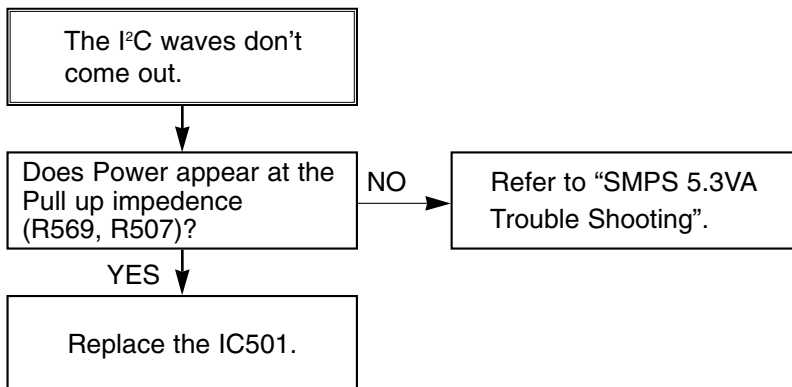 The I²C waves don't
come out.
Does Power appear at the
Pull up impedence
(R569, R507)?
NO
Refer to “SMPS 5.3VA
Trouble Shooting”.
YES
Replace the IC501.